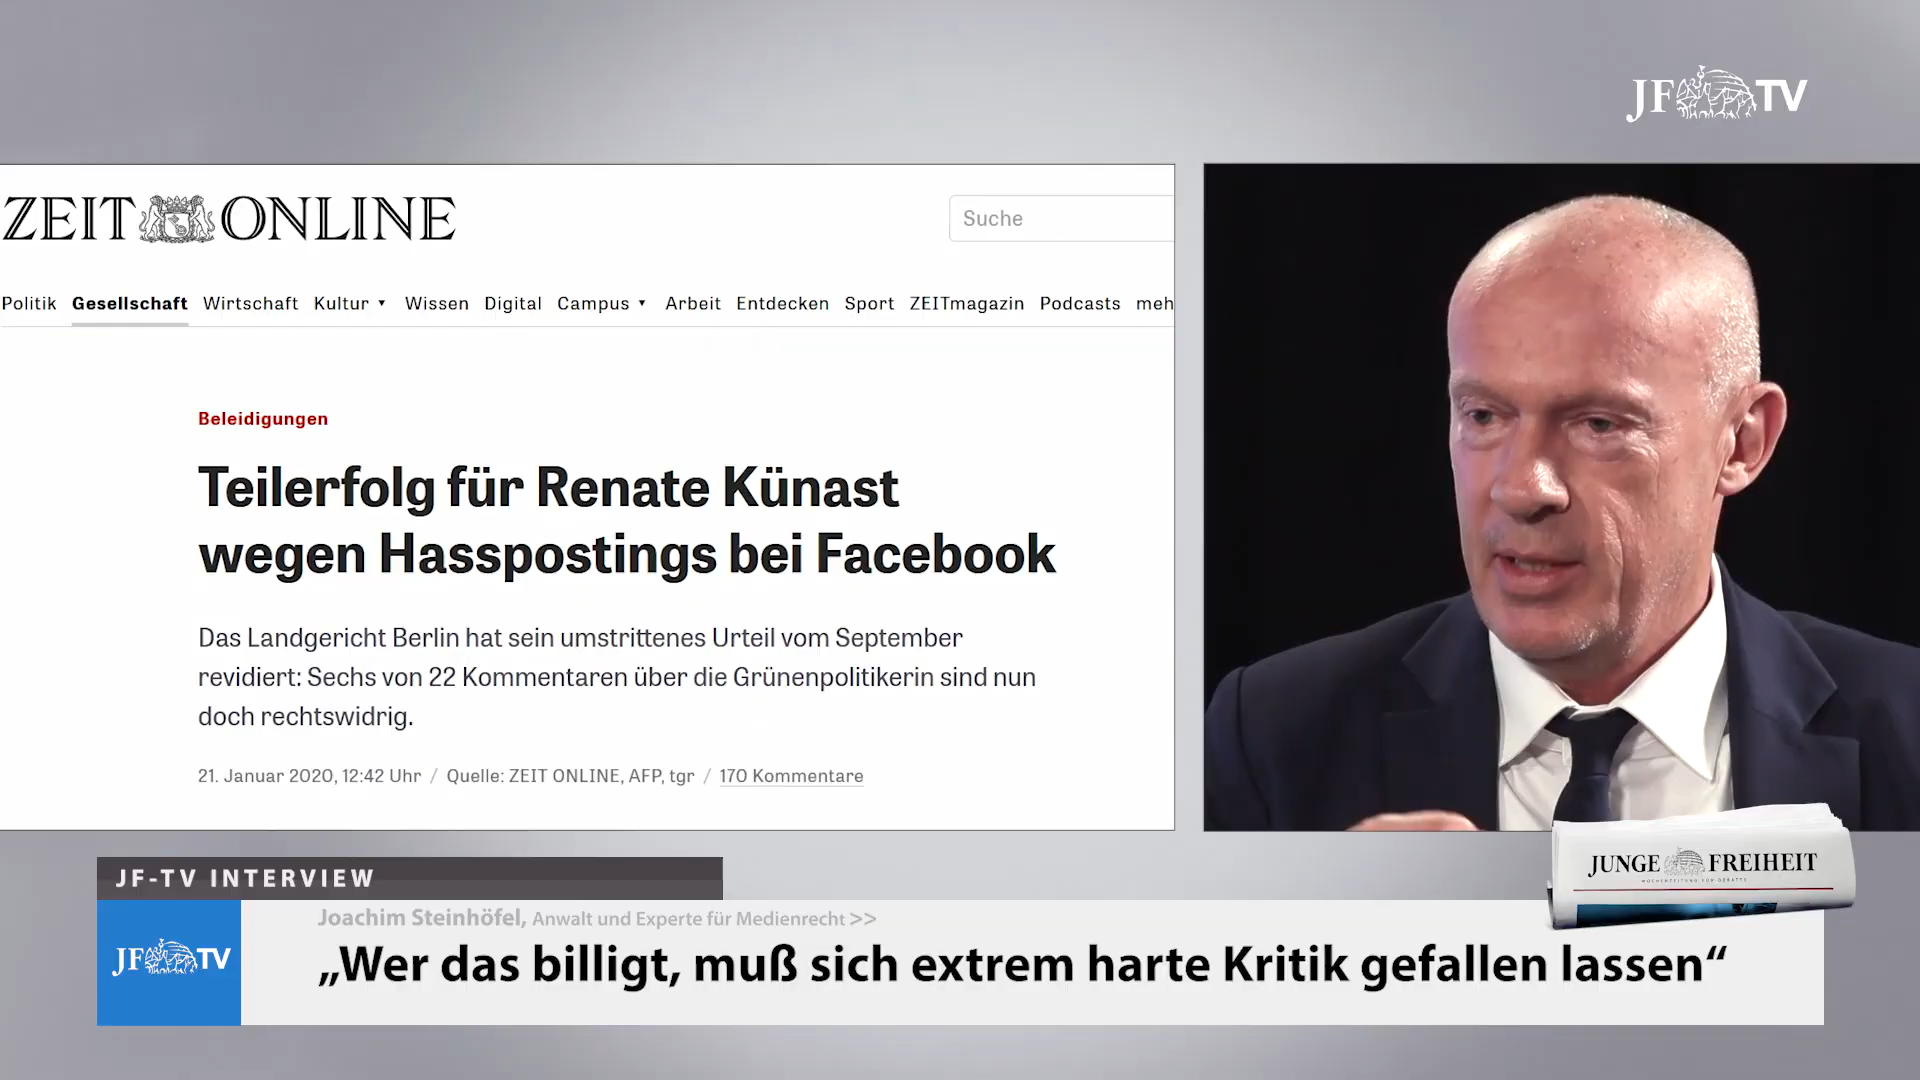 JF TV
ZEIT ONLINE
Suche
Politik Gesellschaft Wirtschaft Kultur Wissen Digital Campus Arbeit Entdecken Sport ZEITmagazin Podcasts meh
Beleidigungen
Teilerfolg für Renate Künast
wegen Hasspostings bei Facebook
Das Landgericht Berlin hat sein umstrittenes Urteil vom September
revidiert: Sechs von 22 Kommentaren über die Grünenpolitikerin sind nun
doch rechtswidrig.
21. Januar 2020, 12:42 Uhr / Quelle: ZEIT ONLINE, AFP, tgr / 170 Kommentare
JUNGE FREIHEIT
WOCHENZEITUNG FÜR DEBATTE
JF-TV INTERVIEW
JF TV
Joachim Steinhöfel, Anwalt und Experte für Medienrecht >>
„Wer das billigt, muß sich extrem harte Kritik gefallen lassen“